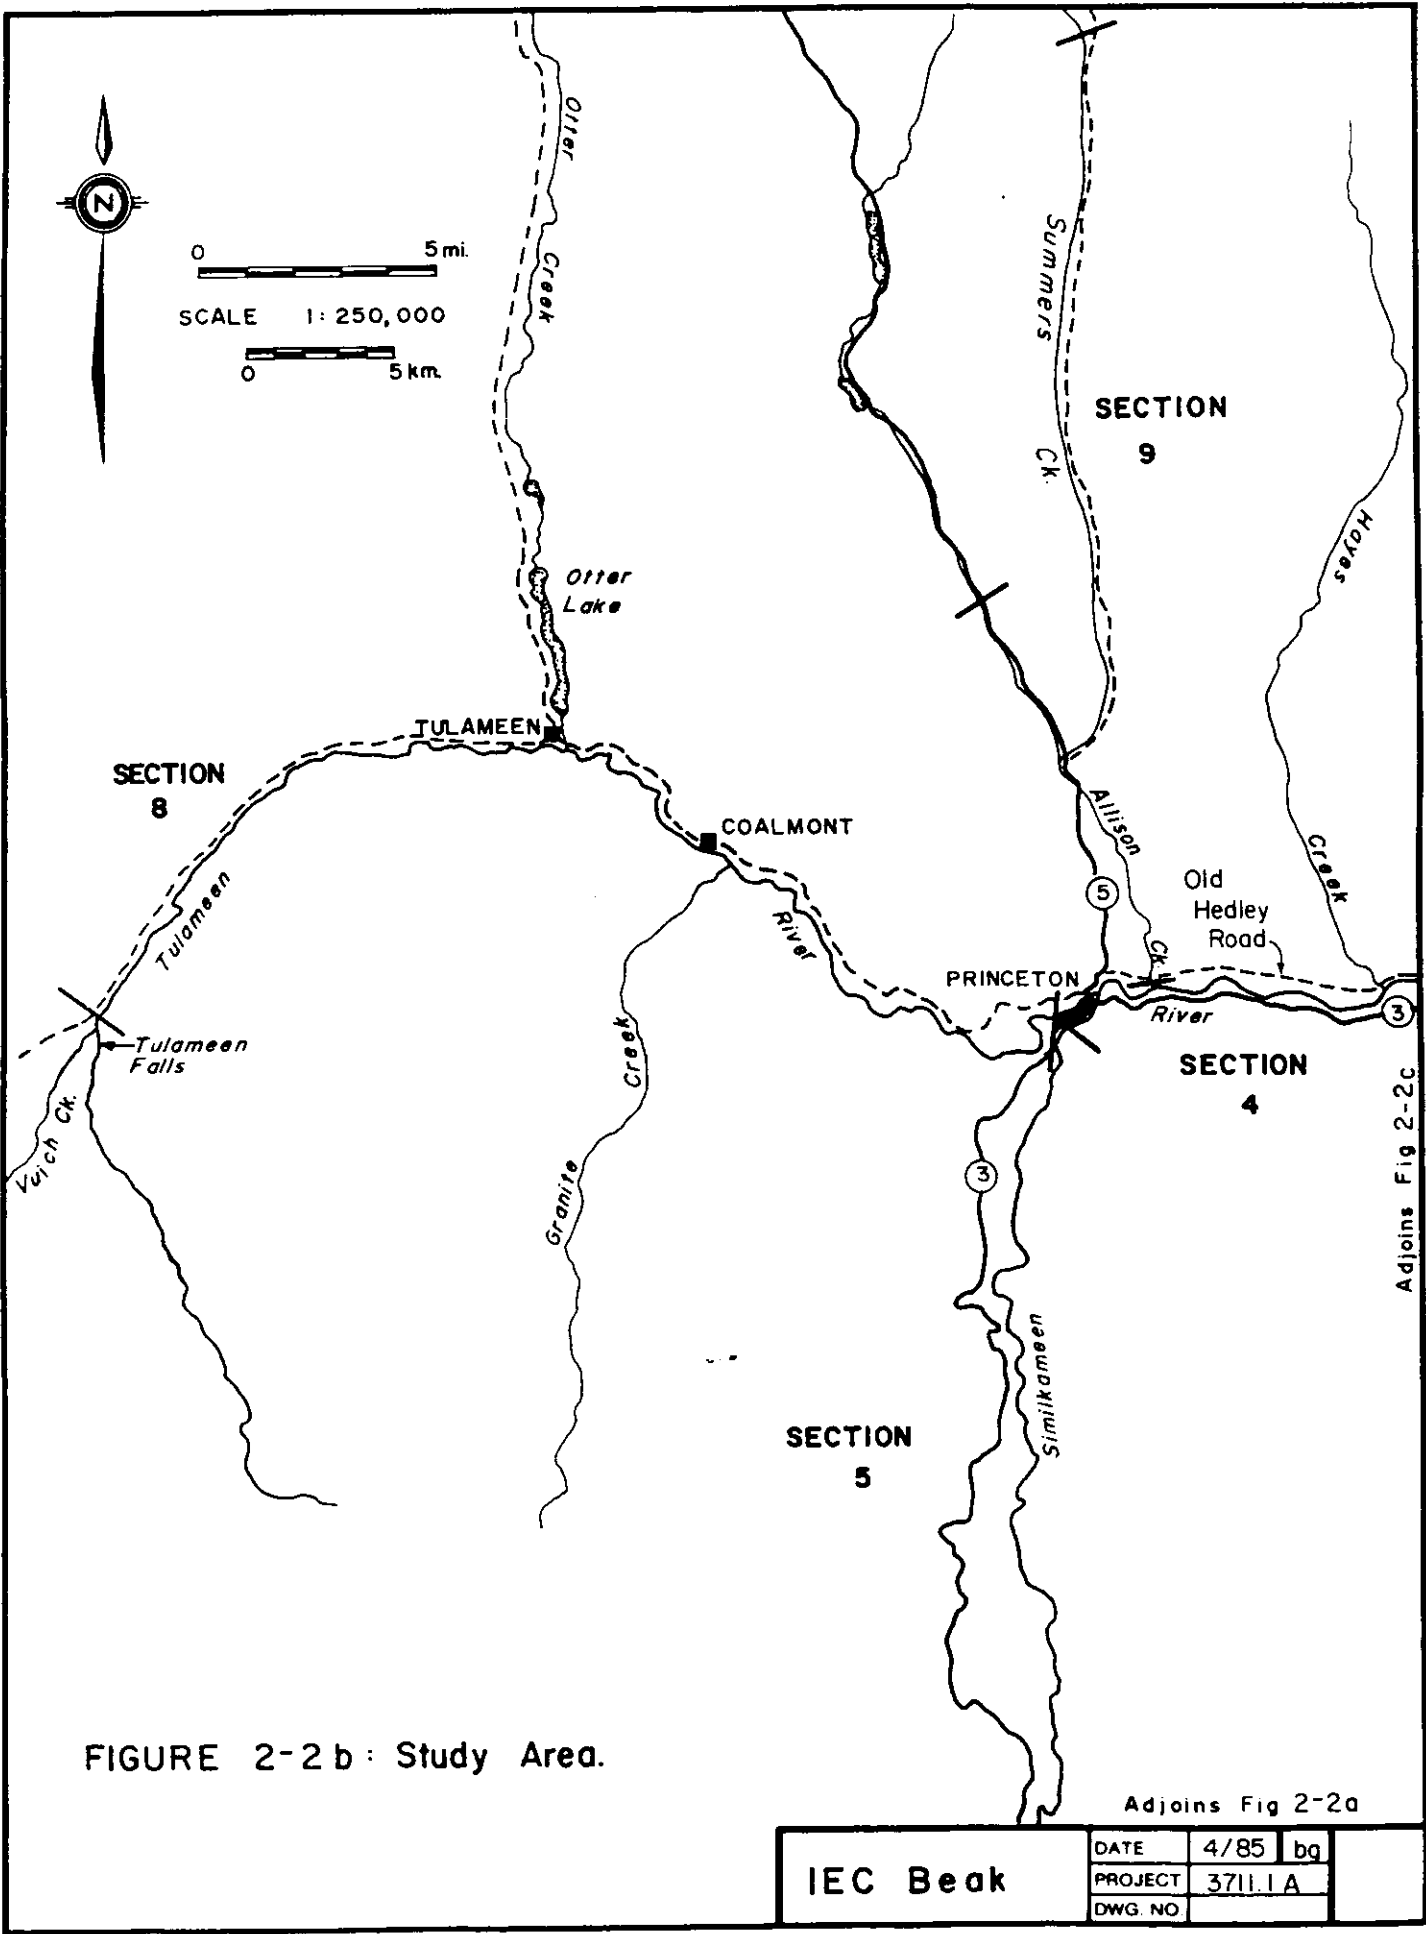 Otter
Creek
N
0 5 mi.
SCALE 1: 250,000
0 5 km.
Summers
Ck.
SECTION
9
Hayes
Creek
Otter
Lake
TULAMEEN
SECTION
8
COALMONT
Allison
Ck.
5
Old
Hedley
Road
Tulameen
River
PRINCETON
River
3
Tulameen
Falls
SECTION
4
Vuich Ck.
Granite
Creek
3
Similkameen
SECTION
5
Adjoins Fig 2-2c
FIGURE 2-2b: Study Area.
Adjoins Fig 2-2a
IEC Beak
DATE 4/85 bg
PROJECT 3711.1 A
DWG. NO.